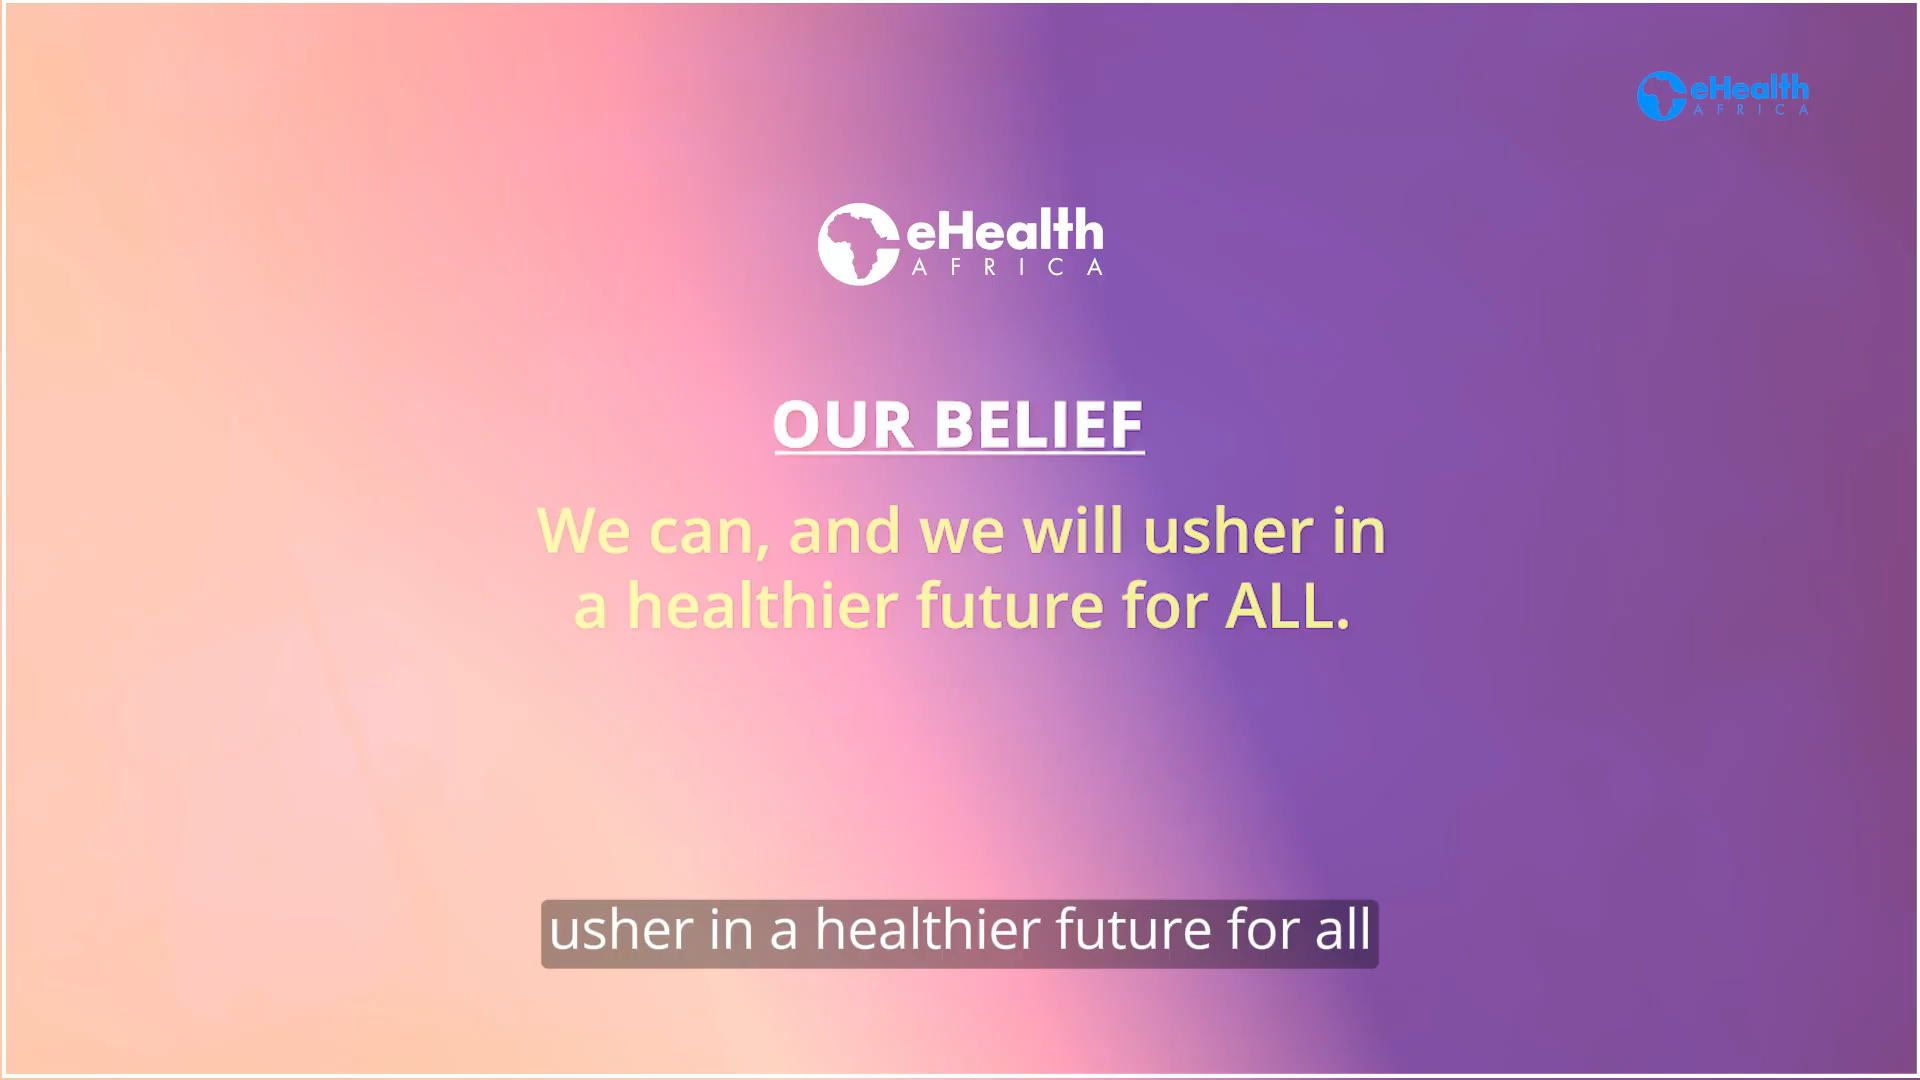 eHealth
AFRICA
eHealth
AFRICA
OUR BELIEF
We can, and we will usher in
a healthier future for ALL.
usher in a healthier future for all